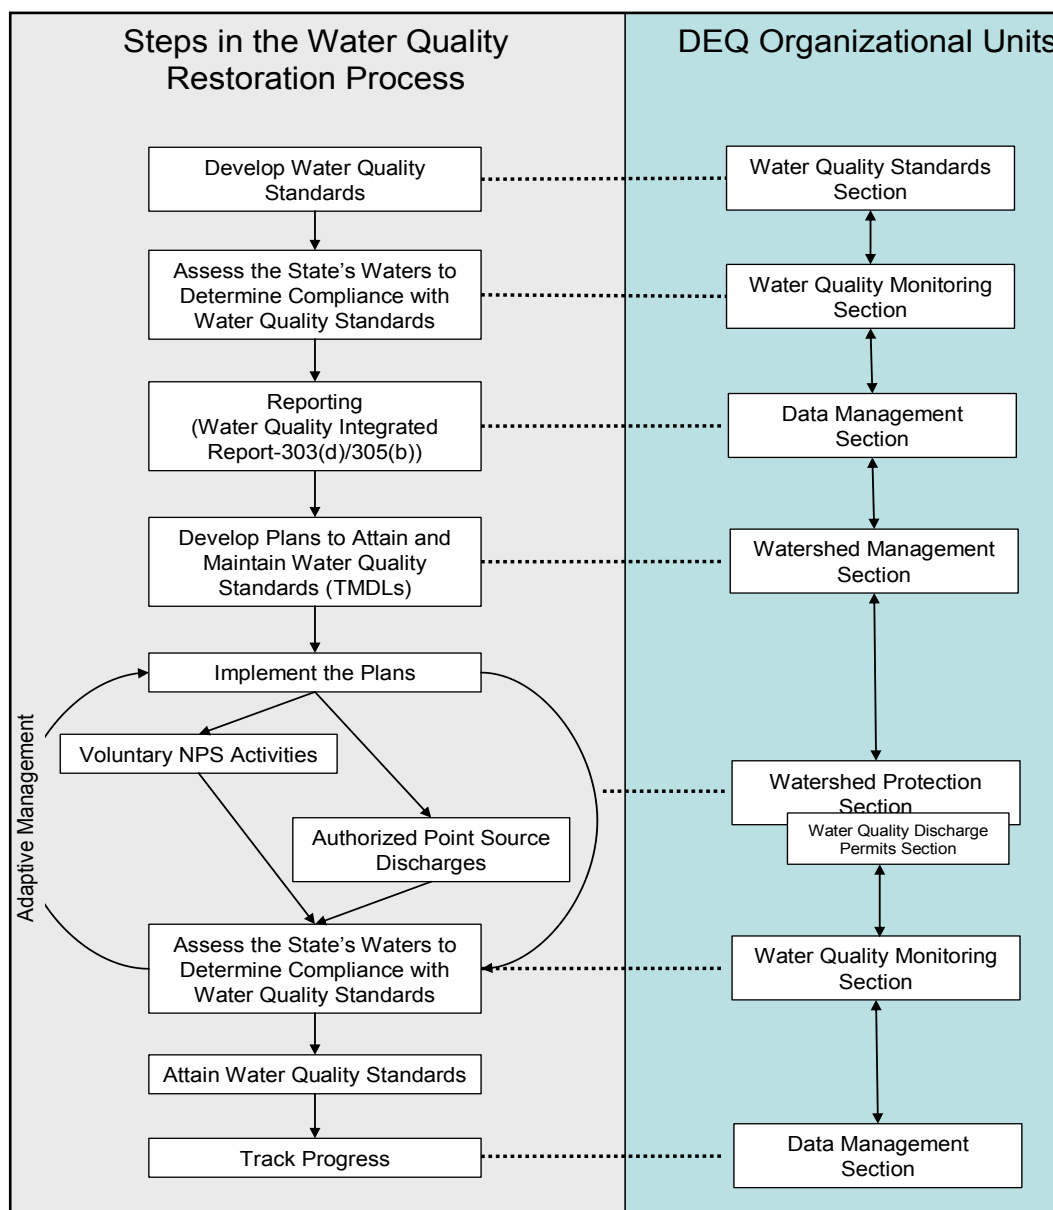 Steps in the Water Quality
Restoration Process
DEQ Organizational Units
Develop Water Quality
Standards
Water Quality Standards
Section
Assess the State’s Waters to
Determine Compliance with
Water Quality Standards
Water Quality Monitoring
Section
Reporting
(Water Quality Integrated
Report-303(d)/305(b))
Data Management
Section
Develop Plans to Attain and
Maintain Water Quality
Standards (TMDLs)
Watershed Management
Section
Implement the Plans
Adaptive Management
Voluntary NPS Activities
Authorized Point Source
Discharges
Watershed Protection
Section
Water Quality Discharge
Permits Section
Assess the State’s Waters to
Determine Compliance with
Water Quality Standards
Water Quality Monitoring
Section
Attain Water Quality Standards
Track Progress
Data Management
Section